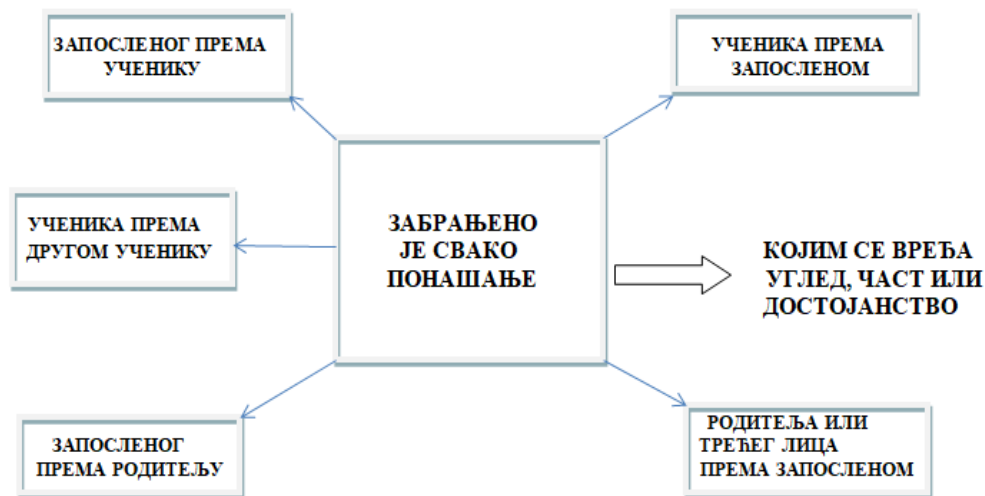 ЗАПОСЛЕНОГ ПРЕМА
УЧЕНИКУ
УЧЕНИКА ПРЕМА
ЗАПОСЛЕНОМ
УЧЕНИКА ПРЕМА
ДРУГОМ УЧЕНИКУ
ЗАБРАЊЕНО
ЈЕ СВАКО
ПОНАШАЊЕ
КОЈИМ СЕ ВРЕЂА
УГЛЕД, ЧАСТ ИЛИ
ДОСТОЈАНСТВО
ЗАПОСЛЕНОГ
ПРЕМА РОДИТЕЉУ
РОДИТЕЉА ИЛИ
ТРЕЋЕГ ЛИЦА
ПРЕМА ЗАПОСЛЕНОМ